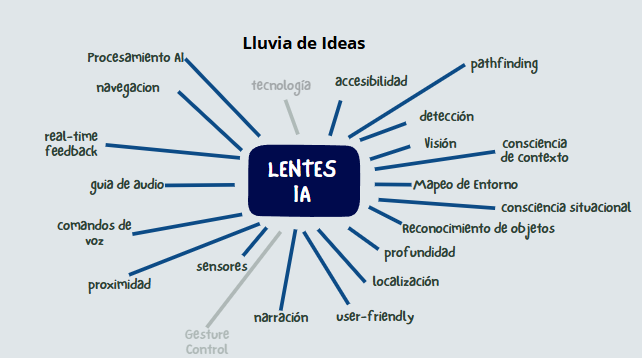 Lluvia de Ideas
Procesamiento AI
navegacion
tecnología
accesibilidad
pathfinding
detección
Visión
consciencia
de contexto
real-time
feedback
LENTES
IA
guia de audio
Mapeo de Entorno
consciencia situacional
comandos de
voz
Reconocimiento de objetos
profundidad
sensores
proximidad
localización
narración
user-friendly
Gesture
Control